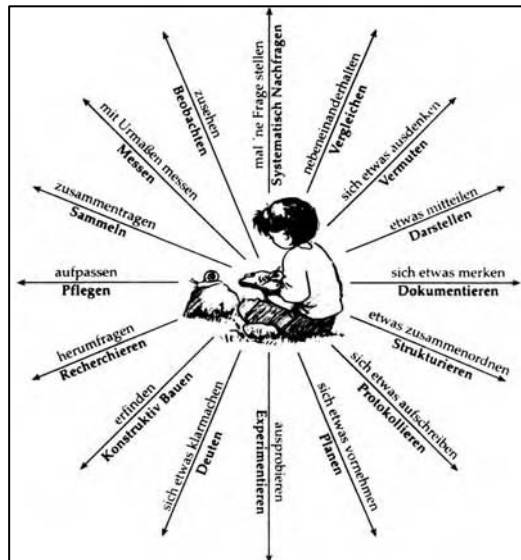 mal 'ne Frage stellen
Systematisch Nachfragen
nebeneinanderhalten
Vergleichen
sich etwas ausdenken
Vermuten
etwas mitteilen
Darstellen
sich etwas merken
Dokumentieren
etwas zusammenordnen
Strukturieren
sich etwas aufschreiben
Protokollieren
sich etwas vornehmen
Planen
ausprobieren
Experimentieren
sich etwas klarmachen
Deuten
erfinden
Konstruktiv Bauen
herumfragen
Recherchieren
aufpassen
Pflegen
zusammentragen
Sammeln
mit Urmaßen messen
Messen
zusehen
Beobachten